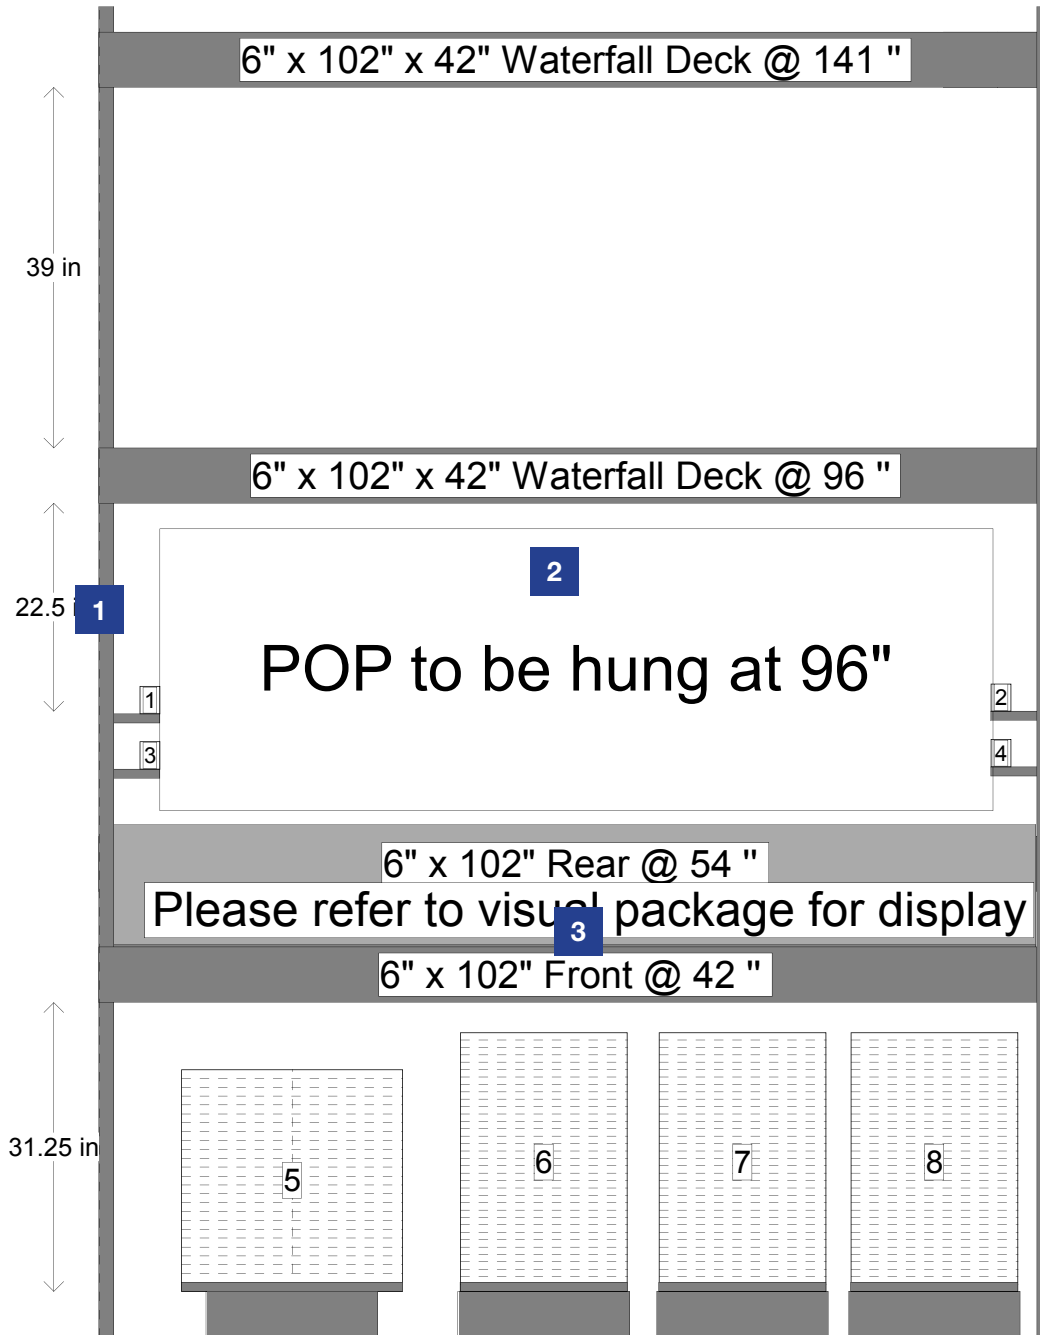 6" x 102" x 42" Waterfall Deck @ 141 "
39 in
6" x 102" x 42" Waterfall Deck @ 96 "
2
22.5
1
POP to be hung at 96"
1
2
3
4
6" x 102" Rear @ 54 "
Please refer to visual package for display
3
6" x 102" Front @ 42 "
31.25 in
5
6
7
8